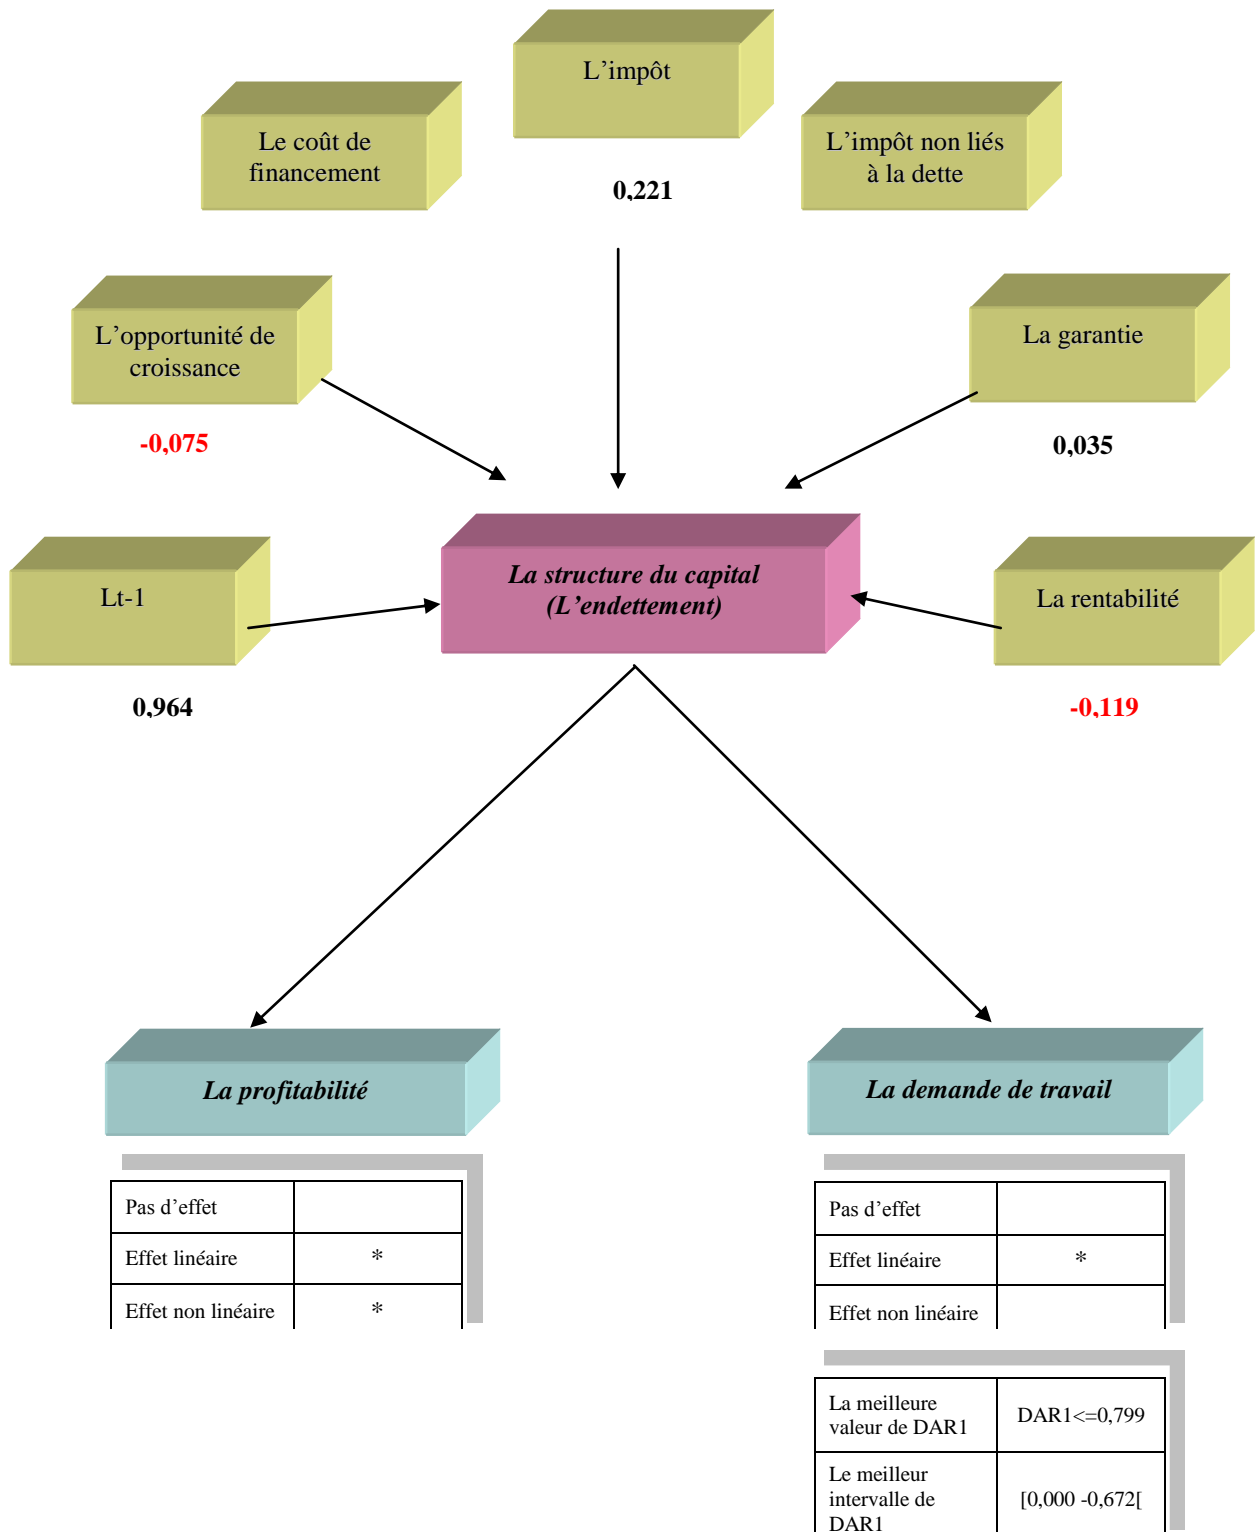 L’impôt
Le coût de
financement
L’impôt non liés
à la dette
0,221
L’opportunité de
croissance
La garantie
-0,075
0,035
Lt-1
La structure du capital
(L’endettement)
La rentabilité
0,964
-0,119
La profitabilité
La demande de travail
Pas d’effet
Effet linéaire *
Effet non linéaire *
Pas d’effet
Effet linéaire *
Effet non linéaire
La meilleure
valeur de DAR1
DAR1<=0,799
Le meilleur
intervalle de
DAR1
[0,000 -0,672[